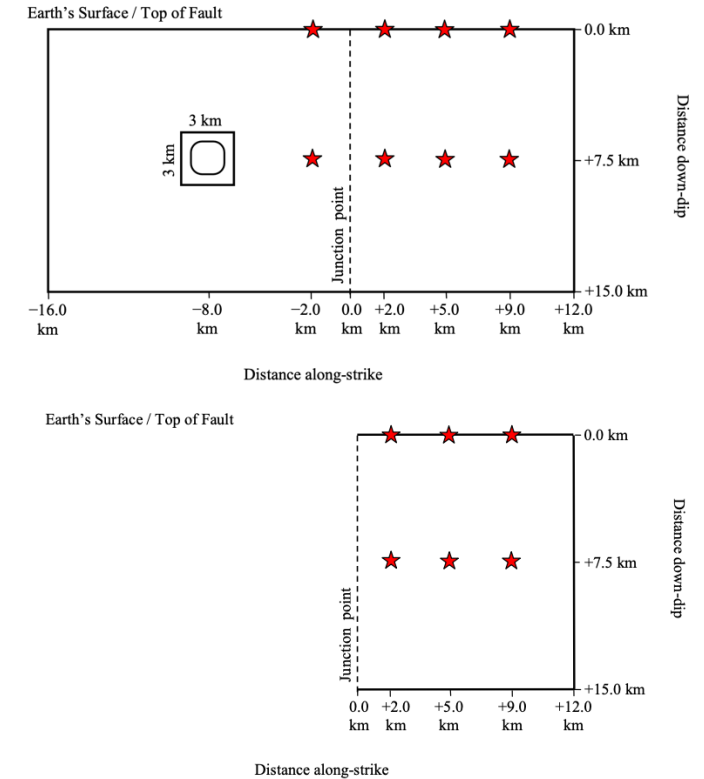 Earth's Surface / Top of Fault
0.0 km
3 km
3 km
+7.5 km
Distance down-dip
Junction point
+15.0 km
−16.0 −8.0 −2.0 0.0 +2.0 +5.0 +9.0 +12.0
km km km km km km km km
Distance along-strike
Earth's Surface / Top of Fault
0.0 km
+7.5 km
Distance down-dip
Junction point
+15.0 km
0.0 +2.0 +5.0 +9.0 +12.0
km km km km km
Distance along-strike